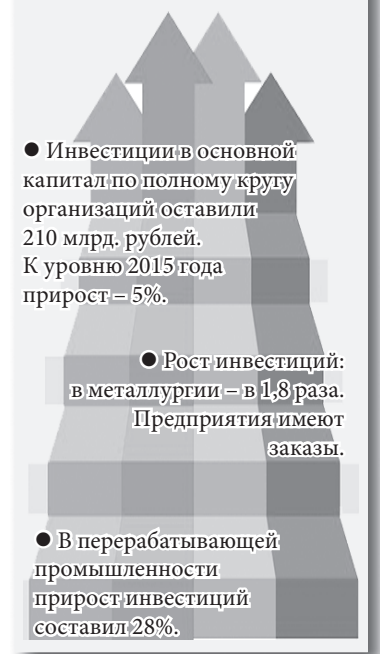 ● Инвестиции в основной
капитал по полному кругу
организаций оставили
210 млрд. рублей.
К уровню 2015 года
прирост – 5%.
● Рост инвестиций:
в металлургии – в 1,8 раза.
Предприятия имеют
заказы.
● В перерабатывающей
промышленности
прирост инвестиций
составил 28%.